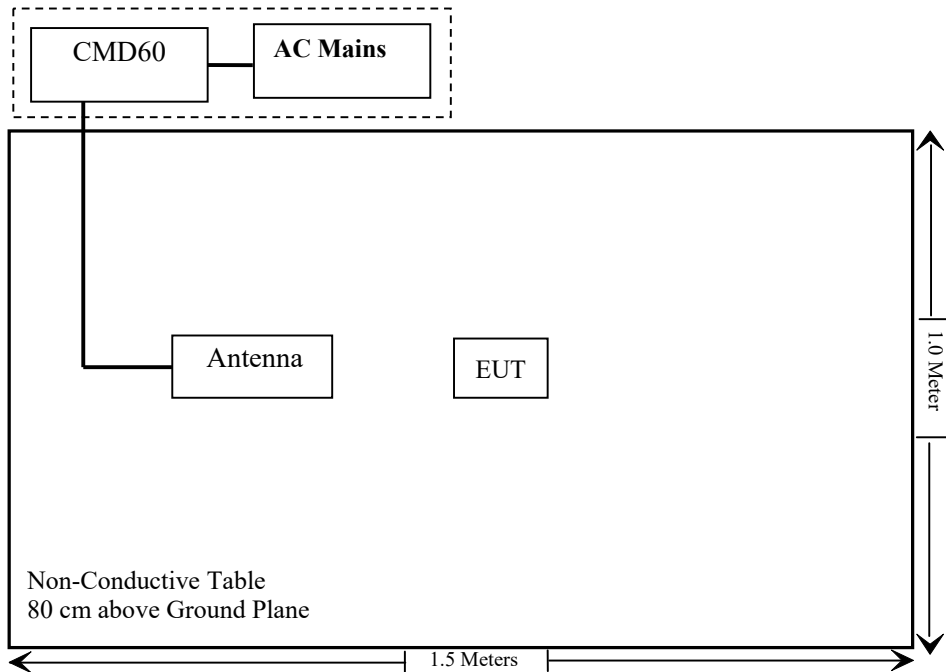 CMD60
AC Mains
Antenna
EUT
1.0 Meter
Non-Conductive Table
80 cm above Ground Plane
1.5 Meters